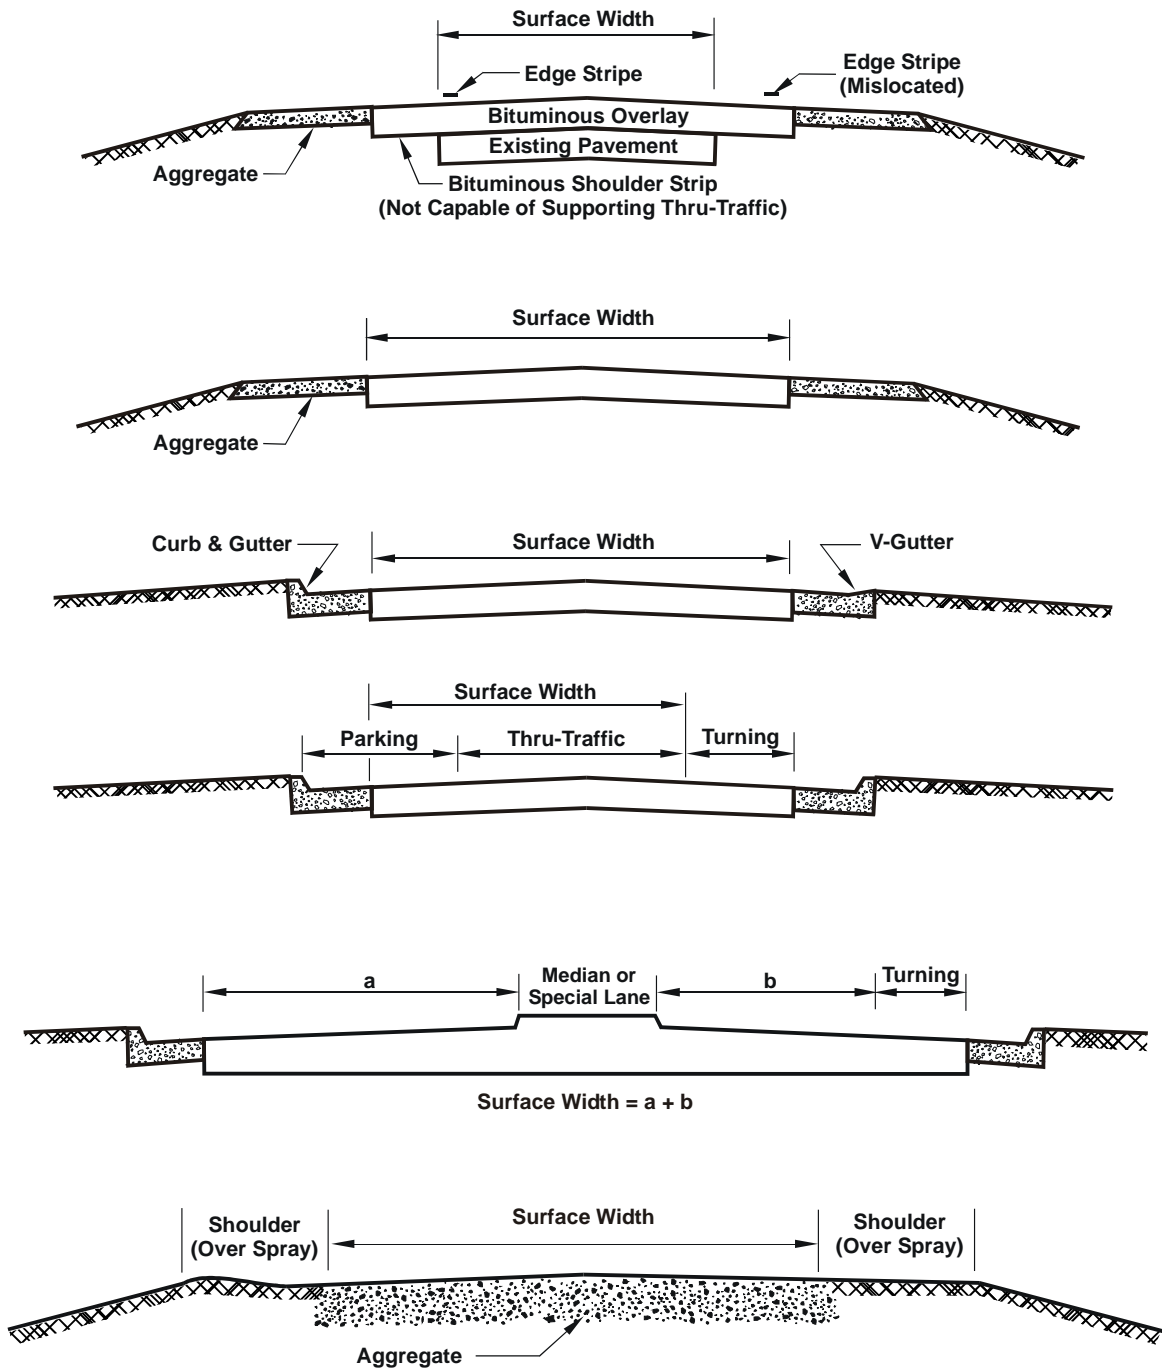 Surface Width
Edge Stripe
Edge Stripe
(Mislocated)
Bituminous Overlay
Existing Pavement
Aggregate
Bituminous Shoulder Strip
(Not Capable of Supporting Thru-Traffic)
Surface Width
Aggregate
Curb & Gutter
Surface Width
V-Gutter
Surface Width
Parking
Thru-Traffic
Turning
a
Median or
Special Lane
b
Turning
Surface Width = a + b
Shoulder
(Over Spray)
Surface Width
Shoulder
(Over Spray)
Aggregate